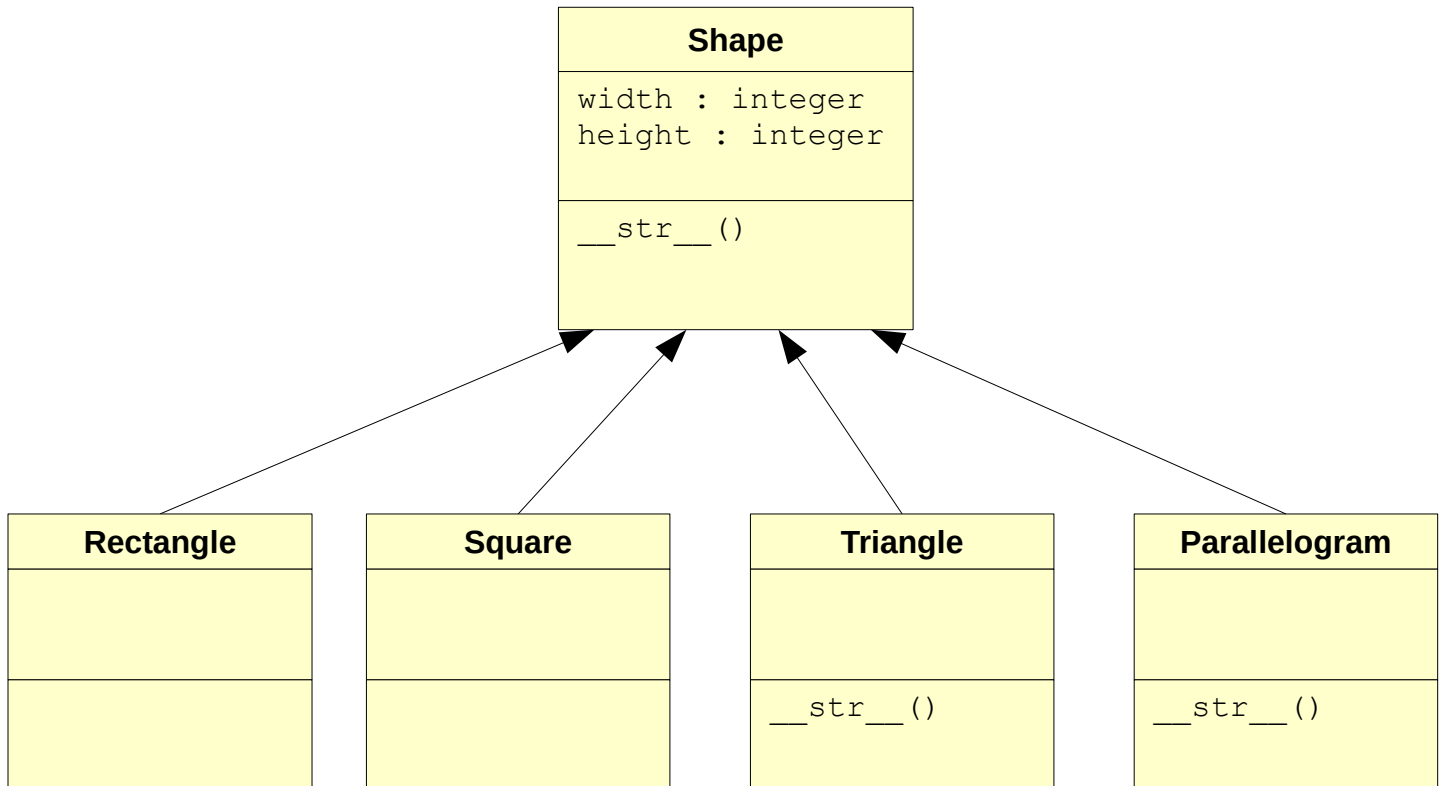 Shape
width : integer
height : integer
__str__()
Rectangle
Square
Triangle
Parallelogram
__str__()
__str__()